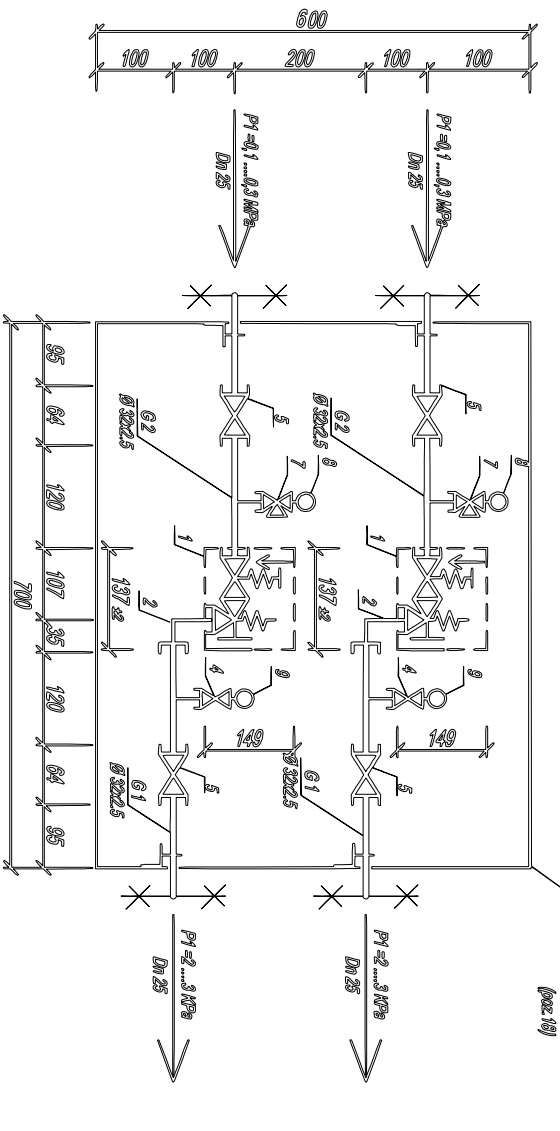 600
100
100
200
100
100
P1 =0,1 ....0,3 MPa
Dn 25
P1 =0,1 ....0,3 MPa
Dn 25
5
G 2
Ø 32x2.5
7
8
1
137 ±2
2
4
9
149
5
G 1
Ø 32x2.5
5
G 2
Ø 32x2.5
7
8
1
137 ±2
2
4
9
149
5
G 1
Ø 32x2.5
95
64
120
107
35
120
64
95
700
P1 =2 ....3 KPa
Dn 25
P1 =2 ....3 KPa
Dn 25
(poz.18)